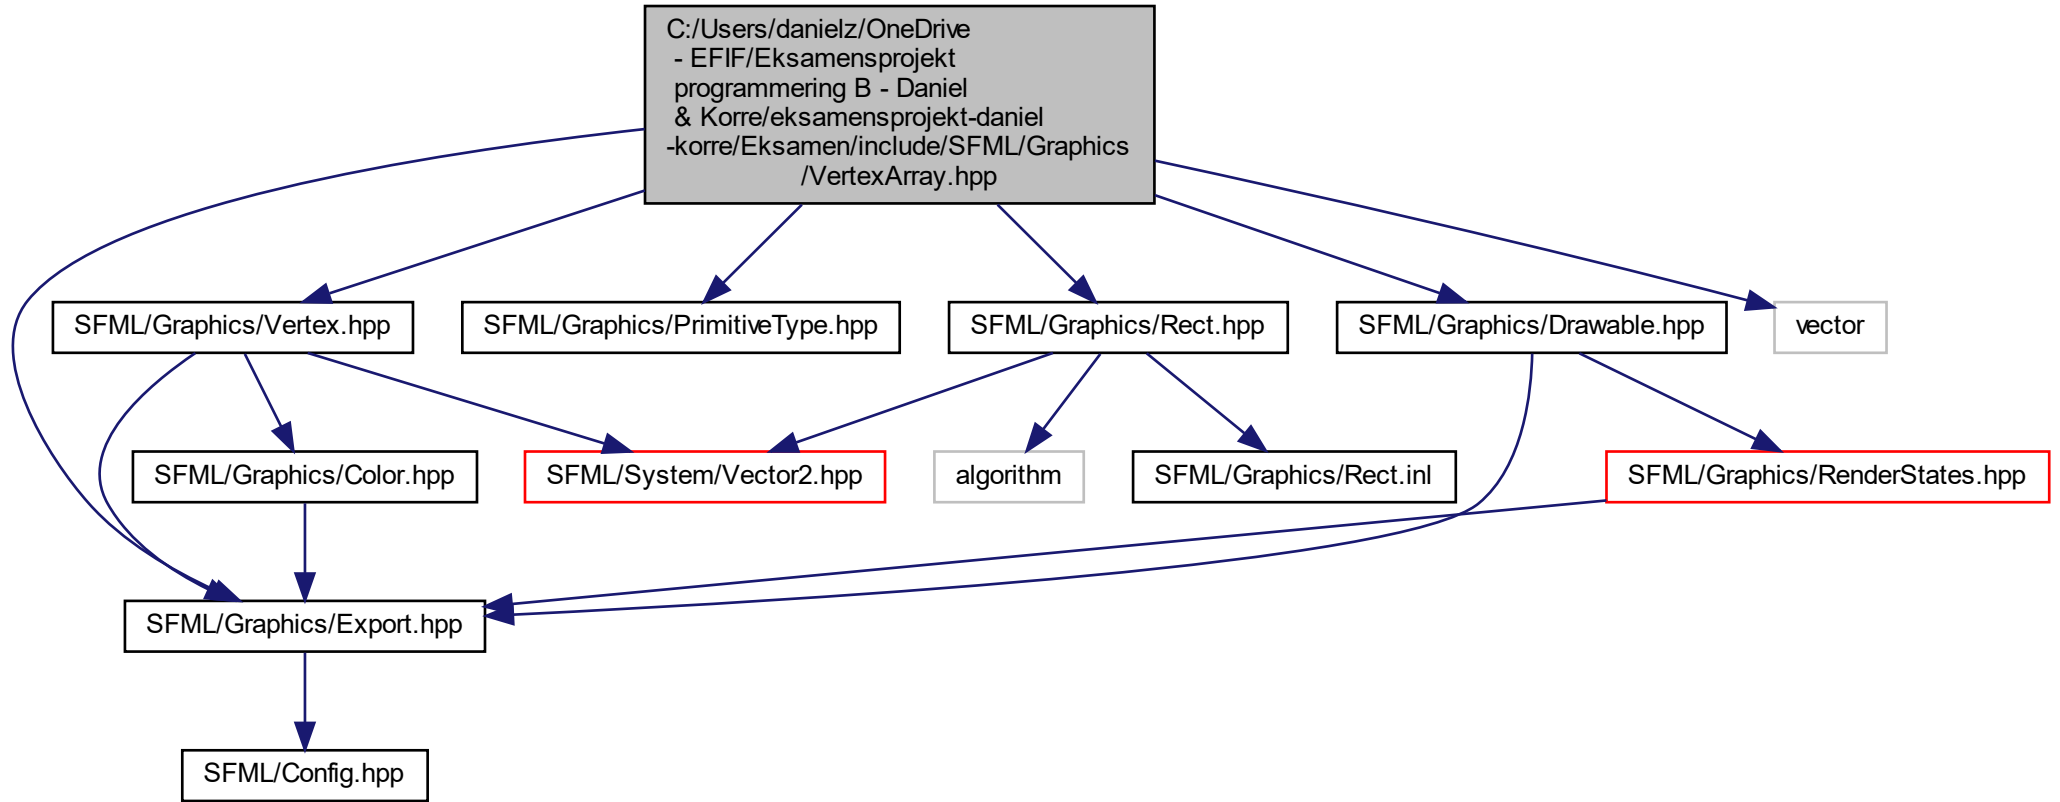 C:/Users/danielz/OneDrive
- EFIF/Eksamensprojekt
programmering B - Daniel
& Korre/eksamensprojekt-daniel
-korre/Eksamen/include/SFML/Graphics
/VertexArray.hpp
SFML/Graphics/Vertex.hpp
SFML/Graphics/PrimitiveType.hpp
SFML/Graphics/Rect.hpp
SFML/Graphics/Drawable.hpp
vector
SFML/Graphics/Color.hpp
SFML/System/Vector2.hpp
algorithm
SFML/Graphics/Rect.inl
SFML/Graphics/RenderStates.hpp
SFML/Graphics/Export.hpp
SFML/Config.hpp